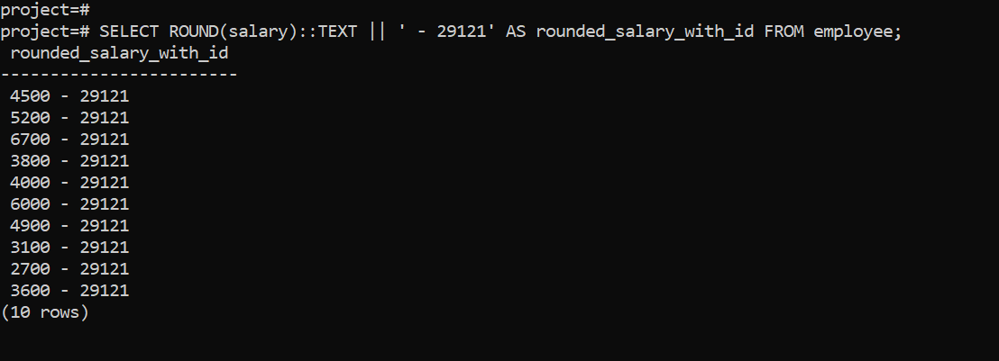 project=#
project=# SELECT ROUND(salary)::TEXT || ' - 29121' AS rounded_salary_with_id FROM employee;
 rounded_salary_with_id
------------------------
 4500 - 29121
 5200 - 29121
 6700 - 29121
 3800 - 29121
 4000 - 29121
 6000 - 29121
 4900 - 29121
 3100 - 29121
 2700 - 29121
 3600 - 29121
(10 rows)